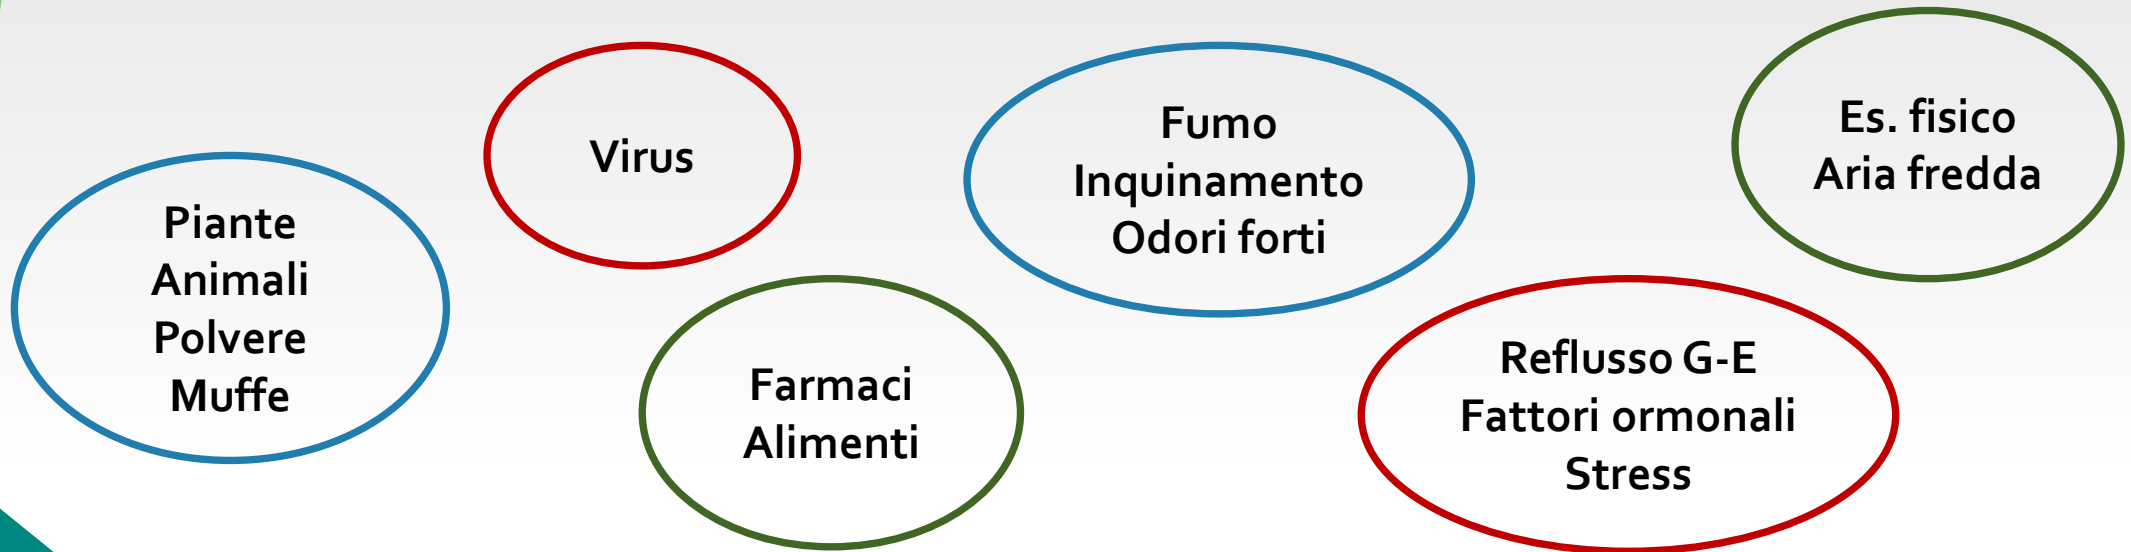 Piante
Animali
Polvere
Muffe
Virus
Farmaci
Alimenti
Fumo
Inquinamento
Odori forti
Reflusso G-E
Fattori ormonali
Stress
Es. fisico
Aria fredda